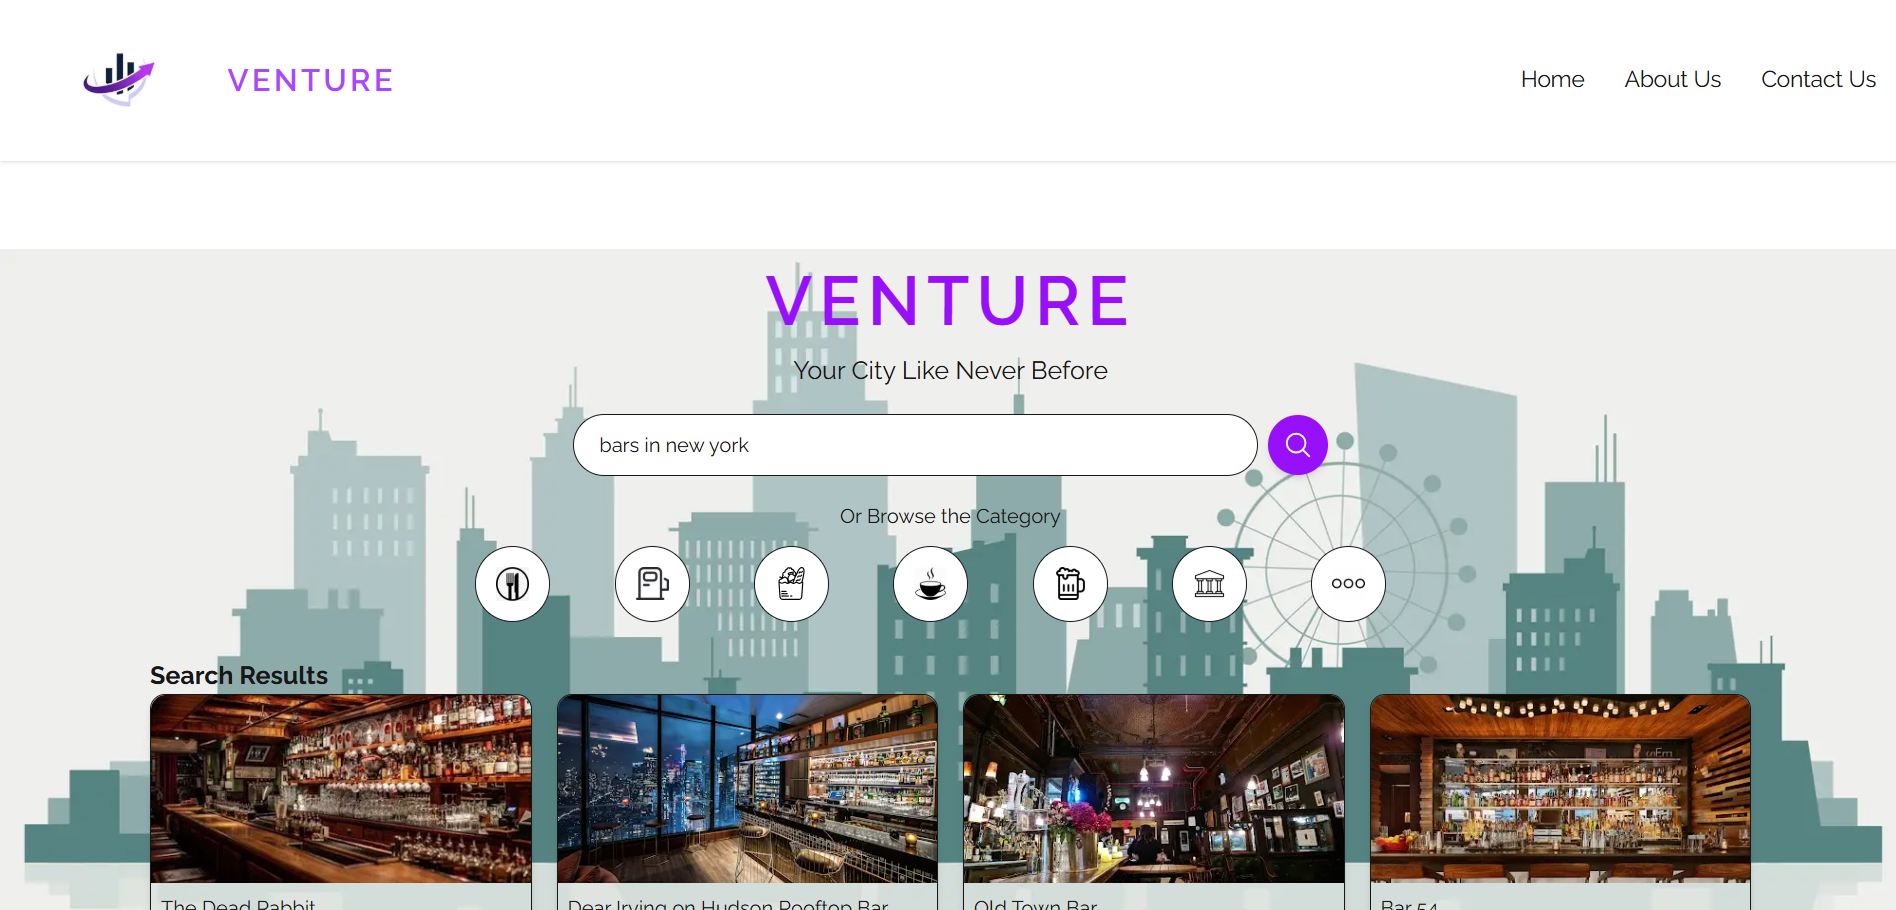 VENTURE
Home About Us Contact Us
VENTURE
Your City Like Never Before
bars in new york
Or Browse the Category
Search Results
The Dead Rabbit
Dear Irving on Hudson Rooftop Bar
Old Town Bar
Bar 54